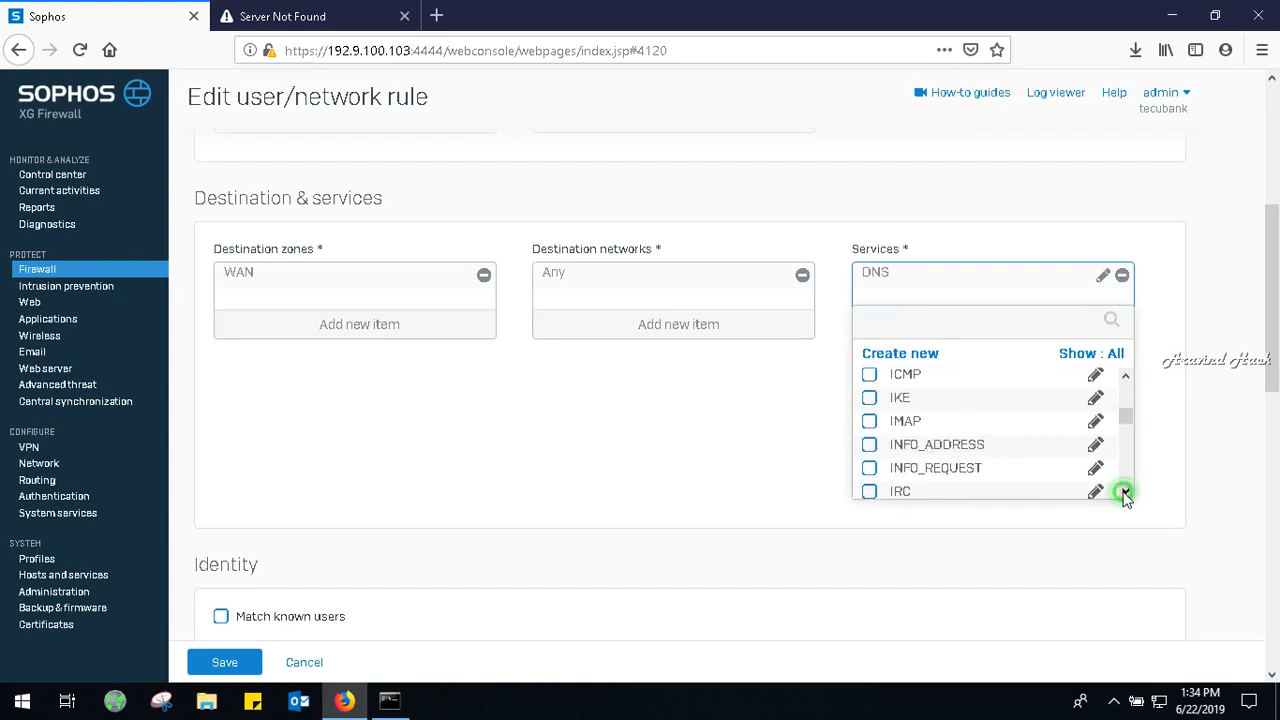 Sophos
Server Not Found
https://192.9.100.103:4444/webconsole/webpages/index.jsp#4120
SOPHOS
XG Firewall
Edit user/network rule
How-to guides
Log viewer
Help
admin
tecubank
MONITOR & ANALYZE
Control center
Current activities
Reports
Diagnostics
PROTECT
Firewall
Intrusion prevention
Web
Applications
Wireless
Email
Web server
Advanced threat
Central synchronization
CONFIGURE
VPN
Network
Routing
Authentication
System services
SYSTEM
Profiles
Hosts and services
Administration
Backup & firmware
Certificates
Destination & services
Destination zones *
WAN
Add new item
Destination networks *
Any
Add new item
Services *
DNS
Create new
Show : All
ICMP
IKE
IMAP
INFO_ADDRESS
INFO_REQUEST
IRC
Aravind Hack
Identity
Match known users
Save
Cancel
1:34 PM
6/22/2019